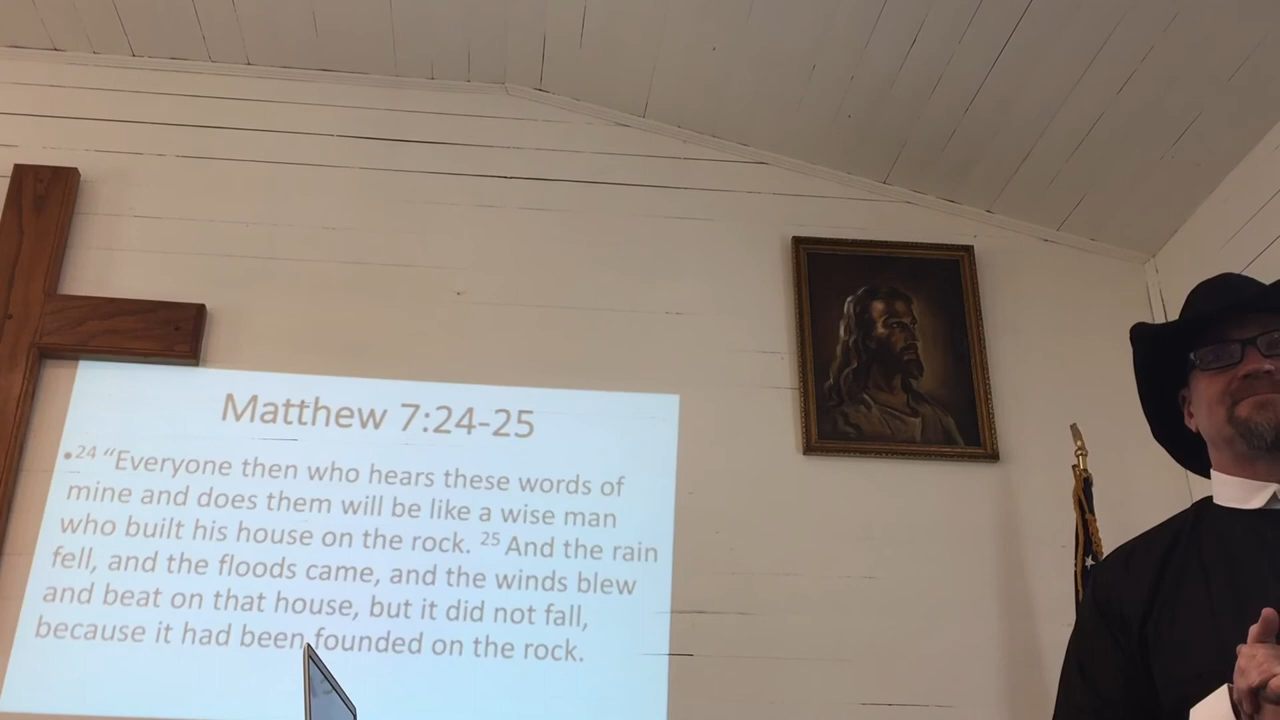 Matthew 7:24-25
•24 “Everyone then who hears these words of
mine and does them will be like a wise man
who built his house on the rock. 25 And the rain
fell, and the floods came, and the winds blew
and beat on that house, but it did not fall,
because it had been founded on the rock.